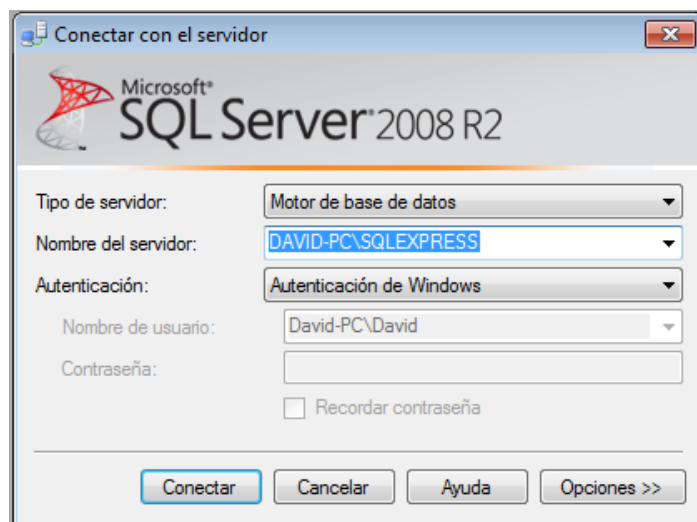 Conectar con el servidor
Microsoft®
SQL Server® 2008 R2
Tipo de servidor: Motor de base de datos
Nombre del servidor: DAVID-PC\SQLEXPRESS
Autenticación: Autenticación de Windows
Nombre de usuario: David-PC\David
Contraseña:
Recordar contraseña
Conectar Cancelar Ayuda Opciones >>